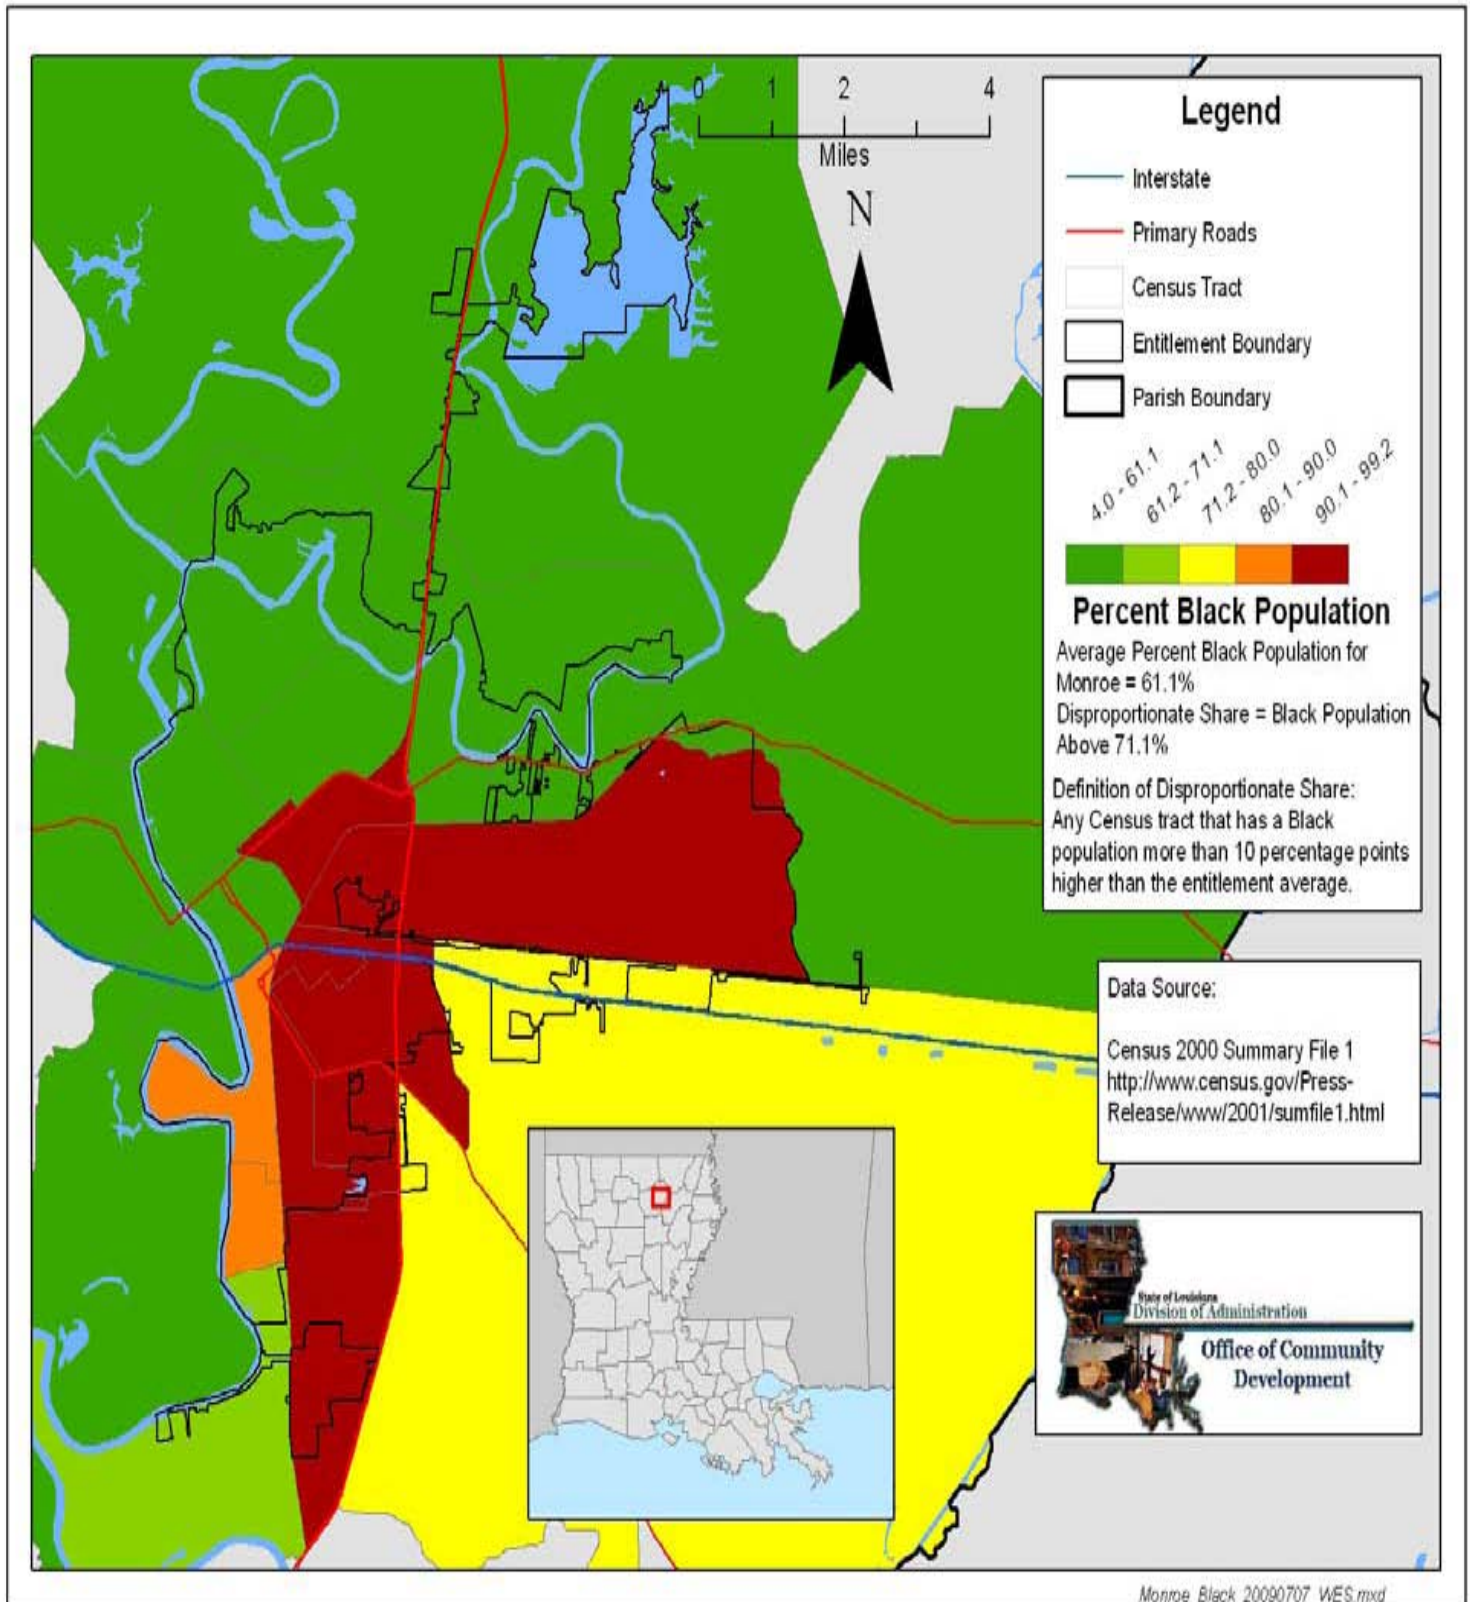 0 1 2 4
Miles
N
Legend
Interstate
Primary Roads
Census Tract
Entitlement Boundary
Parish Boundary
4.0 - 61.1
61.2 - 71.1
71.2 - 80.0
80.1 - 90.0
90.1 - 99.2
Percent Black Population
Average Percent Black Population for
Monroe = 61.1%
Disproportionate Share = Black Population
Above 71.1%
Definition of Disproportionate Share:
Any Census tract that has a Black
population more than 10 percentage points
higher than the entitlement average.
Data Source:
Census 2000 Summary File 1
http://www.census.gov/Press-
Release/www/2001/sumfile1.html
State of Louisiana
Division of Administration
Office of Community
Development
Monroe_Black_20090707_WES.mxd